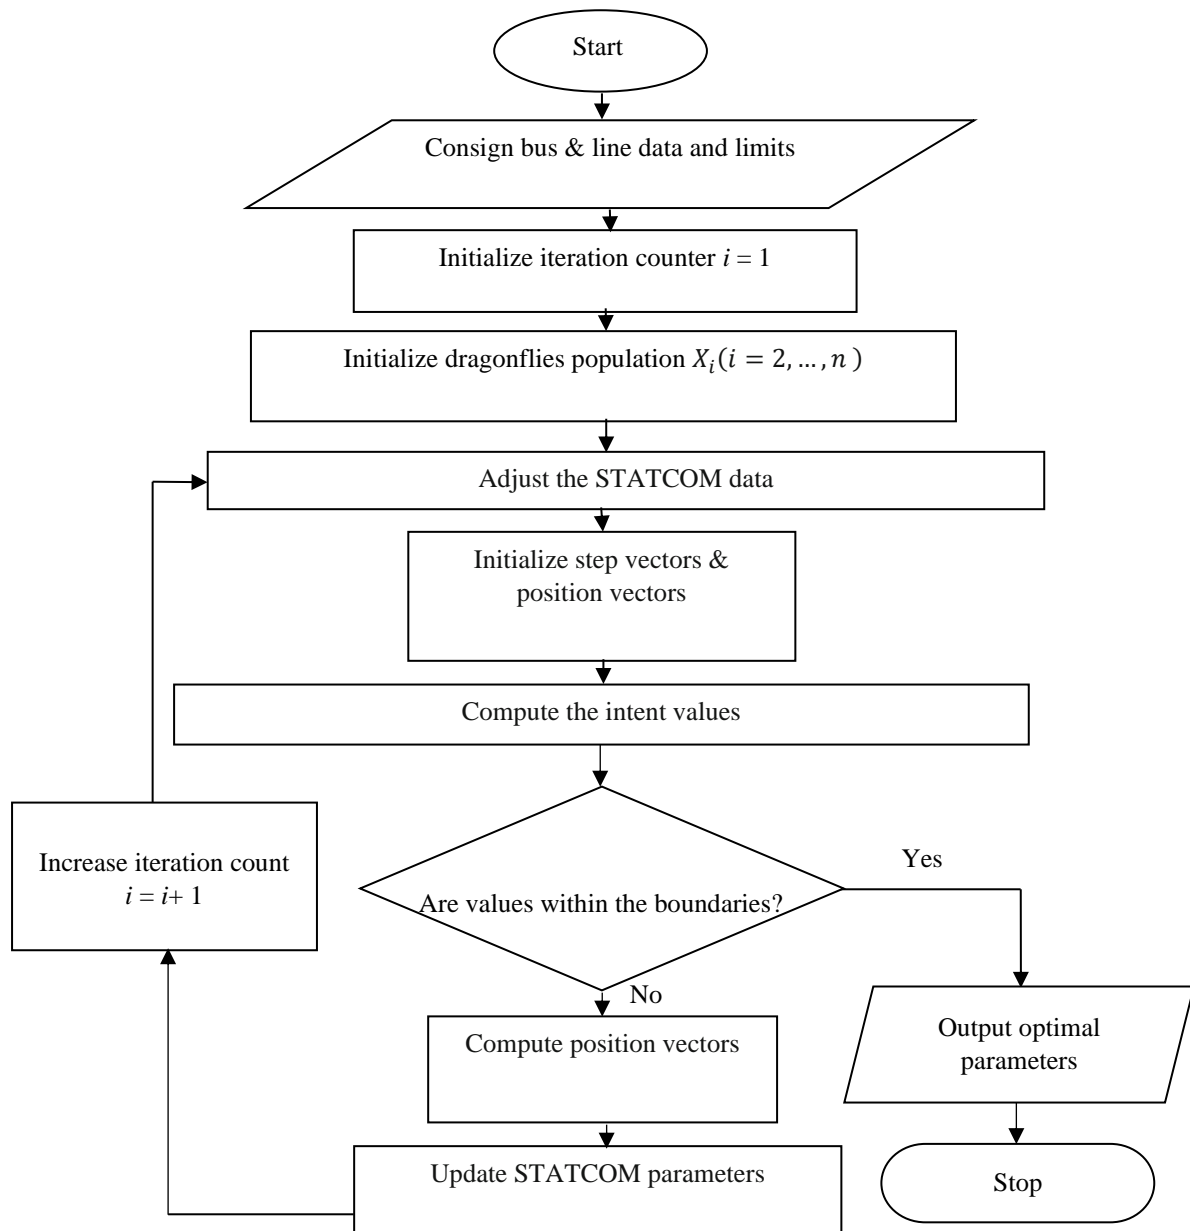 Start
Consign bus & line data and limits
Initialize iteration counter i = 1
Initialize dragonflies population X_i(i = 2, … , n )
Adjust the STATCOM data
Initialize step vectors &
position vectors
Compute the intent values
Increase iteration count
i = i+ 1
Yes
Are values within the boundaries?
No
Compute position vectors
Output optimal
parameters
Update STATCOM parameters
Stop